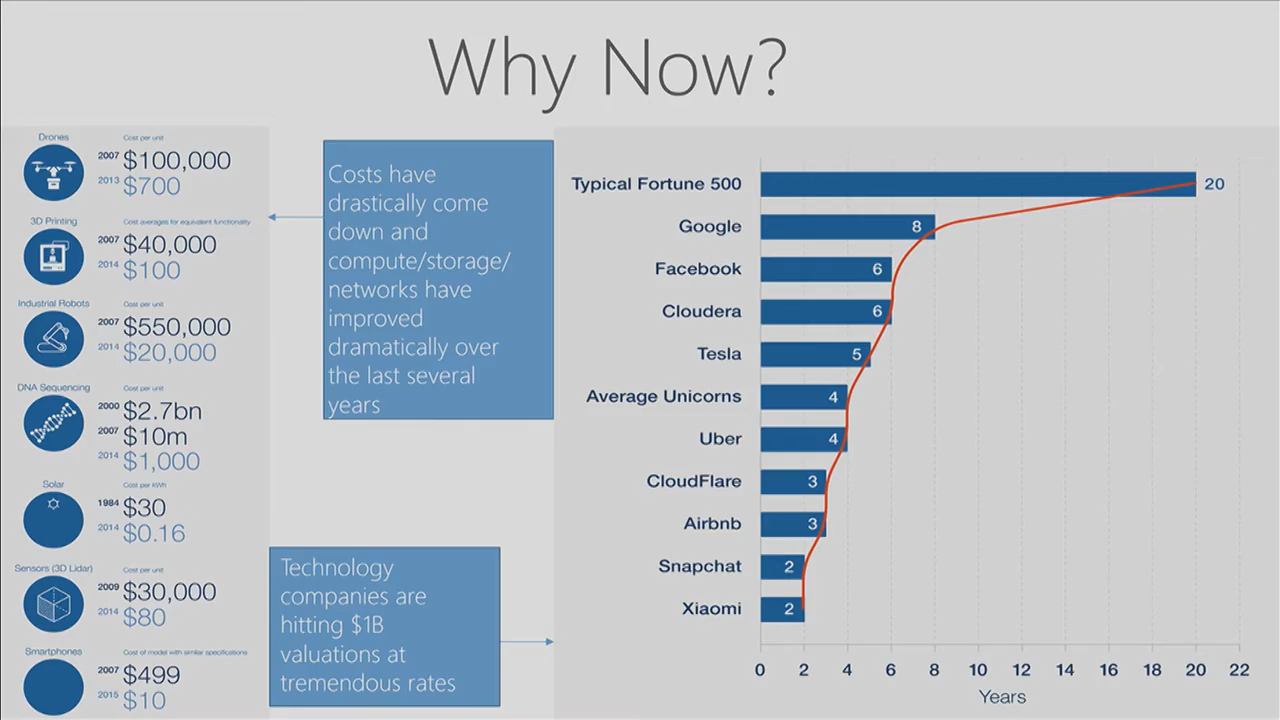 Why Now?
Drones
Cost per unit
2007 $100,000
2013 $700
3D Printing
Cost averages for equivalent functionality
2007 $40,000
2014 $100
Industrial Robots
Cost per unit
2007 $550,000
2014 $20,000
DNA Sequencing
Cost per unit
2000 $2.7bn
2007 $10m
2014 $1,000
Solar
Cost per kWh
1984 $30
2014 $0.16
Sensors (3D Lidar)
Cost per unit
2009 $30,000
2014 $80
Smartphones
Cost of model with similar specifications
2007 $499
2015 $10
Costs have
drastically come
down and
compute/storage/
networks have
improved
dramatically over
the last several
years
Technology
companies are
hitting $1B
valuations at
tremendous rates
Typical Fortune 500 20
Google 8
Facebook 6
Cloudera 6
Tesla 5
Average Unicorns 4
Uber 4
CloudFlare 3
Airbnb 3
Snapchat 2
Xiaomi 2
0 2 4 6 8 10 12 14 16 18 20 22
Years